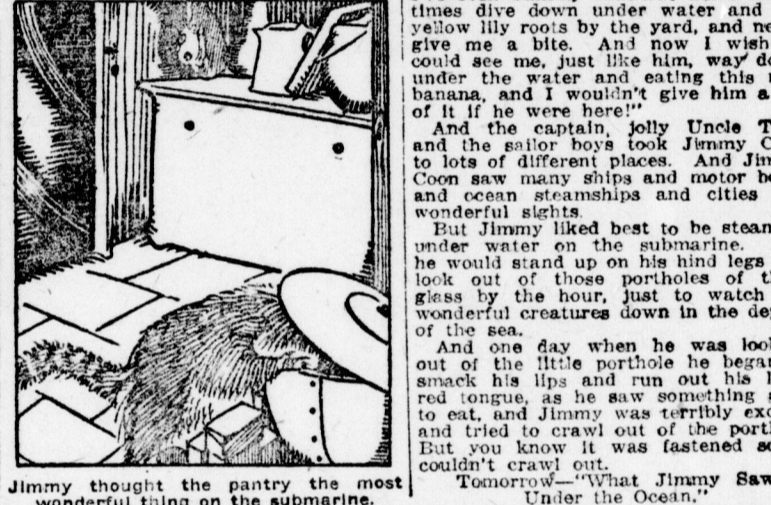 times dive down under water and
yellow lily roots by the yard, and
give me a bite. And now I wish
could see me, just like him, way
under the water and eating this
banana, and I wouldn't give him
of it if he were here!"
And the captain, jolly Uncle
and the sailor boys took Jimmy
to lots of different places. And
Coon saw many ships and motor
and ocean steamships and cities
wonderful sights.
But Jimmy liked best to be
under water on the submarine.
he would stand up on his hind legs
look out of those portholes of
glass by the hour, just to watch
wonderful creatures down in the
of the sea.
And one day when he was
out of the little porthole he
smack his lips and run out his
red tongue, as he saw something
to eat, and Jimmy was terribly
and tried to crawl out of the
But you know it was fastened
couldn't crawl out.
Tomorrow—"What Jimmy Saw
Under the Ocean."
Jimmy thought the pantry the most
wonderful thing on the submarine.